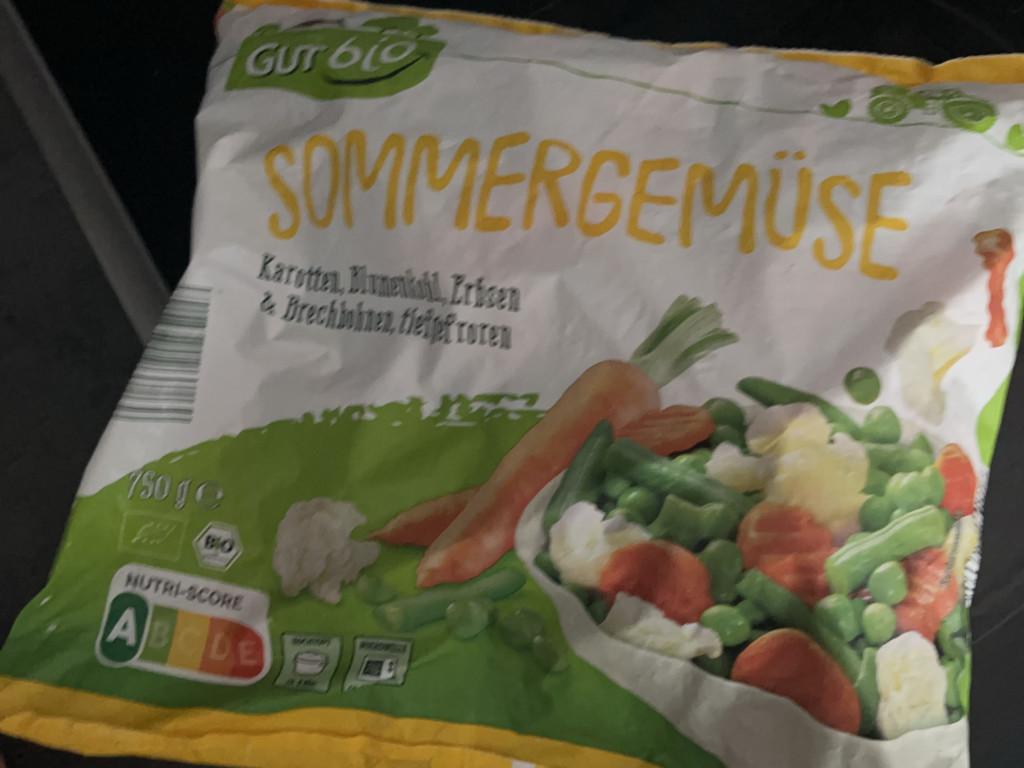 GUT bio
SOMMERGEMÜSE
Karotten, Blumenkohl, Erbsen
& Brechbohnen, tiefgefroren
750 g e
BIO
NUTRI-SCORE
A B C D E